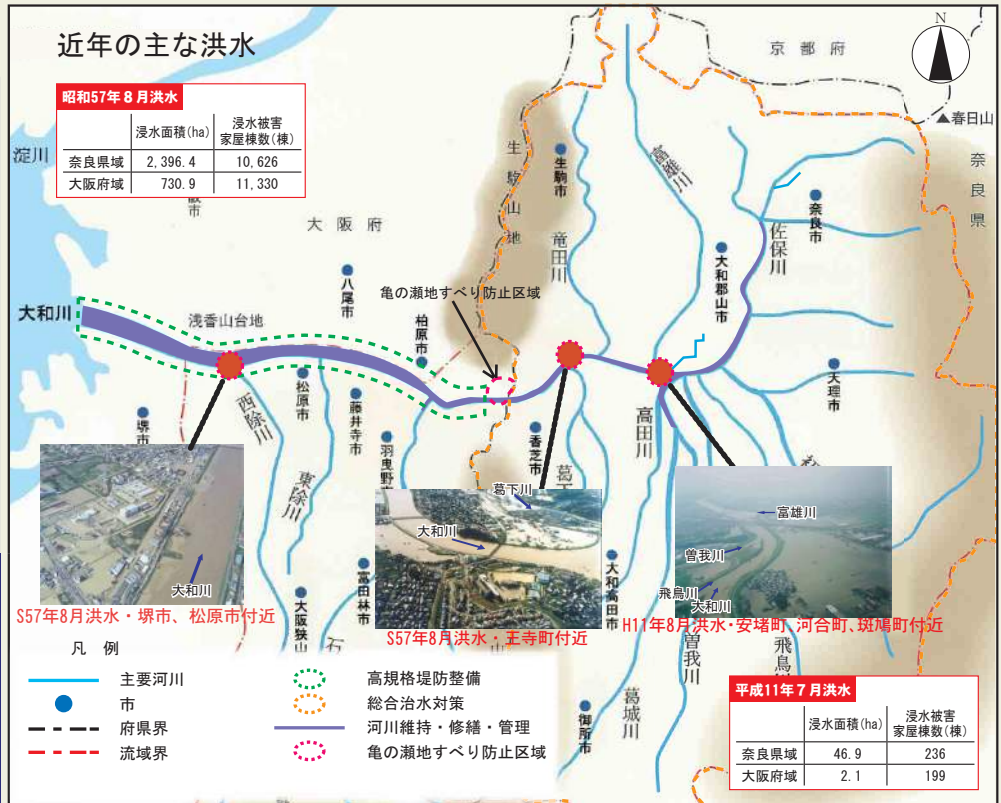 近年の主な洪水
昭和57年8月洪水
浸水面積(ha) 浸水被害家屋棟数(棟)
奈良県域 2,396.4 10,626
大阪府域 730.9 11,330
N
京都府
春日山
奈良県
淀川
大阪府
生駒山地
生駒市
富雄川
竜田川
奈良市
佐保川
大和郡山市
八尾市
亀の瀬地すべり防止区域
柏原市
大和川
浅香山台地
松原市
藤井寺市
羽曳野市
西除川
東除川
堺市
香芝市
高田川
大和川
S57年8月洪水・堺市、松原市付近
葛下川
大和川
S57年8月洪水・王寺町付近
富雄川
曽我川
飛鳥川
大和川
H11年8月洪水・安堵町、河合町、斑鳩町付近
富田林市
大阪狭山
石
大和高田市
御所市
葛城川
曽我川
飛鳥川
凡 例
主要河川
市
府県界
流域界
高規格堤防整備
総合治水対策
河川維持・修繕・管理
亀の瀬地すべり防止区域
平成11年7月洪水
浸水面積(ha) 浸水被害家屋棟数(棟)
奈良県域 46.9 236
大阪府域 2.1 199